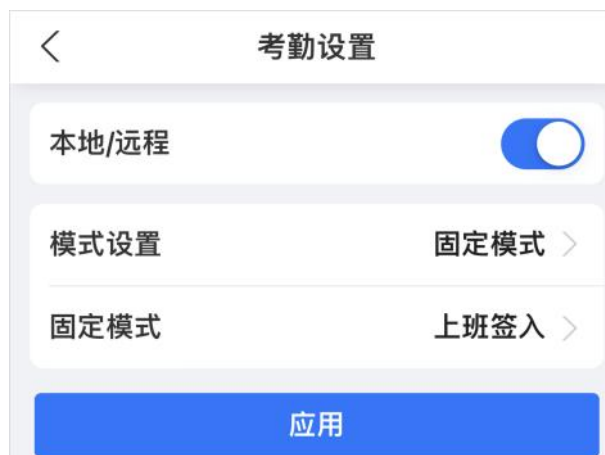 考勤设置
本地/远程
模式设置 固定模式
固定模式 上班签入
应用